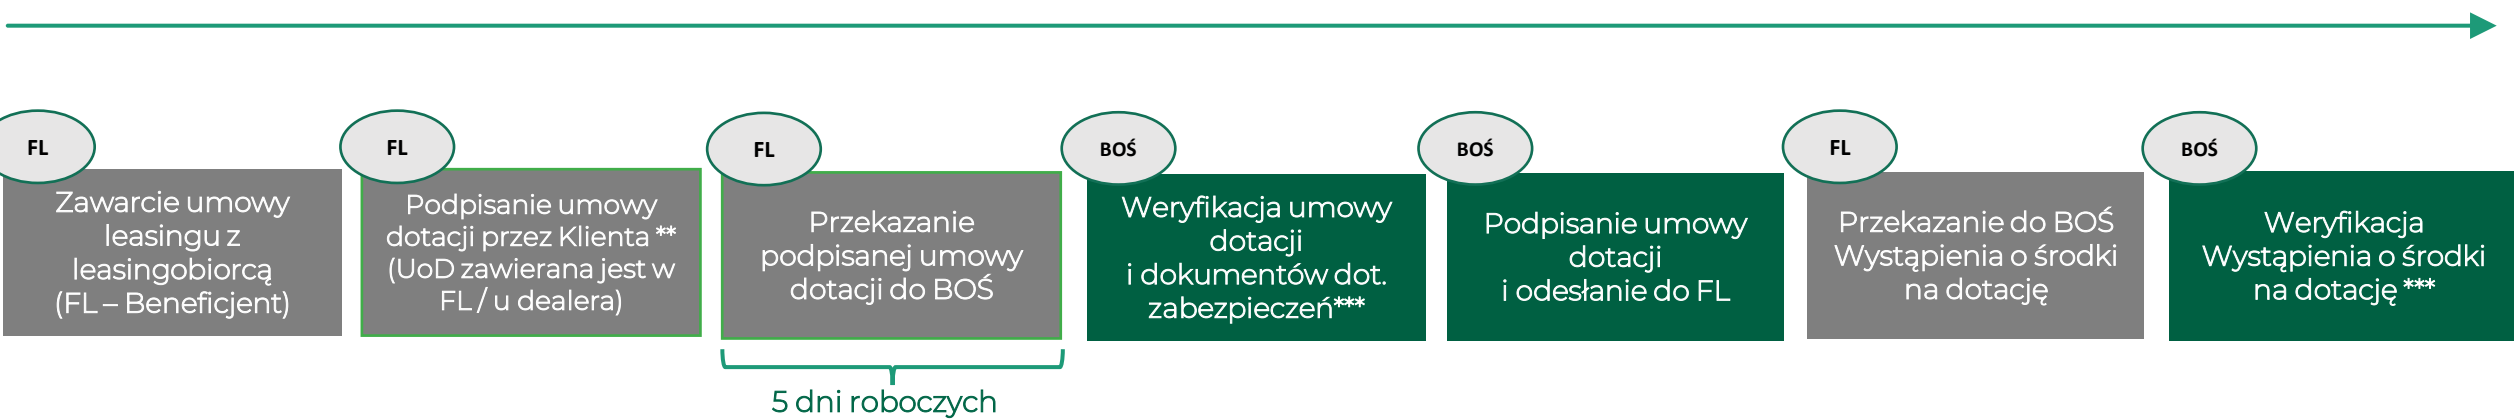 FL
Zawarcie umowy
leasingu z
leasingobiorcą
(FL – Beneficjent)
FL
Podpisanie umowy
dotacji przez Klienta **
(UoD zawierana jest w
FL / u dealera)
FL
Przekazanie
podpisanej umowy
dotacji do BOŚ
5 dni roboczych
BOŚ
Weryfikacja umowy
dotacji
i dokumentów dot.
zabezpieczeń***
BOŚ
Podpisanie umowy
dotacji
i odesłanie do FL
FL
Przekazanie do BOŚ
Wystąpienia o środki
na dotację
BOŚ
Weryfikacja
Wystąpienia o środki
na dotację ***